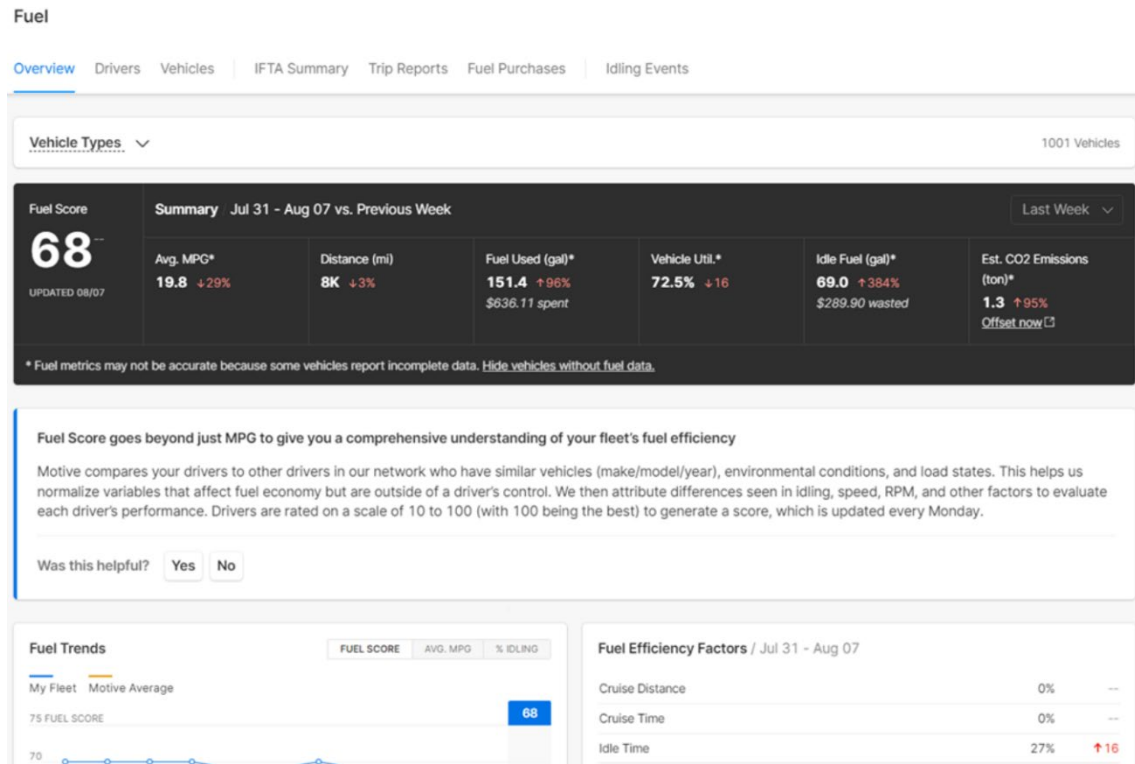 Fuel
Overview Drivers Vehicles IFTA Summary Trip Reports Fuel Purchases Idling Events
Vehicle Types 1001 Vehicles
Fuel Score
68 --
UPDATED 08/07
Summary Jul 31 - Aug 07 vs. Previous Week
Last Week
Avg. MPG*
19.8 ↓29%
Distance (mi)
8K ↓3%
Fuel Used (gal)*
151.4 ↑96%
$636.11 spent
Vehicle Util.*
72.5% ↓16
Idle Fuel (gal)*
69.0 ↑384%
$289.90 wasted
Est. CO2 Emissions
(ton)*
1.3 ↑95%
Offset now
* Fuel metrics may not be accurate because some vehicles report incomplete data. Hide vehicles without fuel data.
Fuel Score goes beyond just MPG to give you a comprehensive understanding of your fleet's fuel efficiency
Motive compares your drivers to other drivers in our network who have similar vehicles (make/model/year), environmental conditions, and load states. This helps us
normalize variables that affect fuel economy but are outside of a driver's control. We then attribute differences seen in idling, speed, RPM, and other factors to evaluate
each driver's performance. Drivers are rated on a scale of 10 to 100 (with 100 being the best) to generate a score, which is updated every Monday.
Was this helpful? Yes No
Fuel Trends
FUEL SCORE AVG. MPG % IDLING
My Fleet Motive Average
75 FUEL SCORE
68
70
Fuel Efficiency Factors / Jul 31 - Aug 07
Cruise Distance 0% --
Cruise Time 0% --
Idle Time 27% ↑16